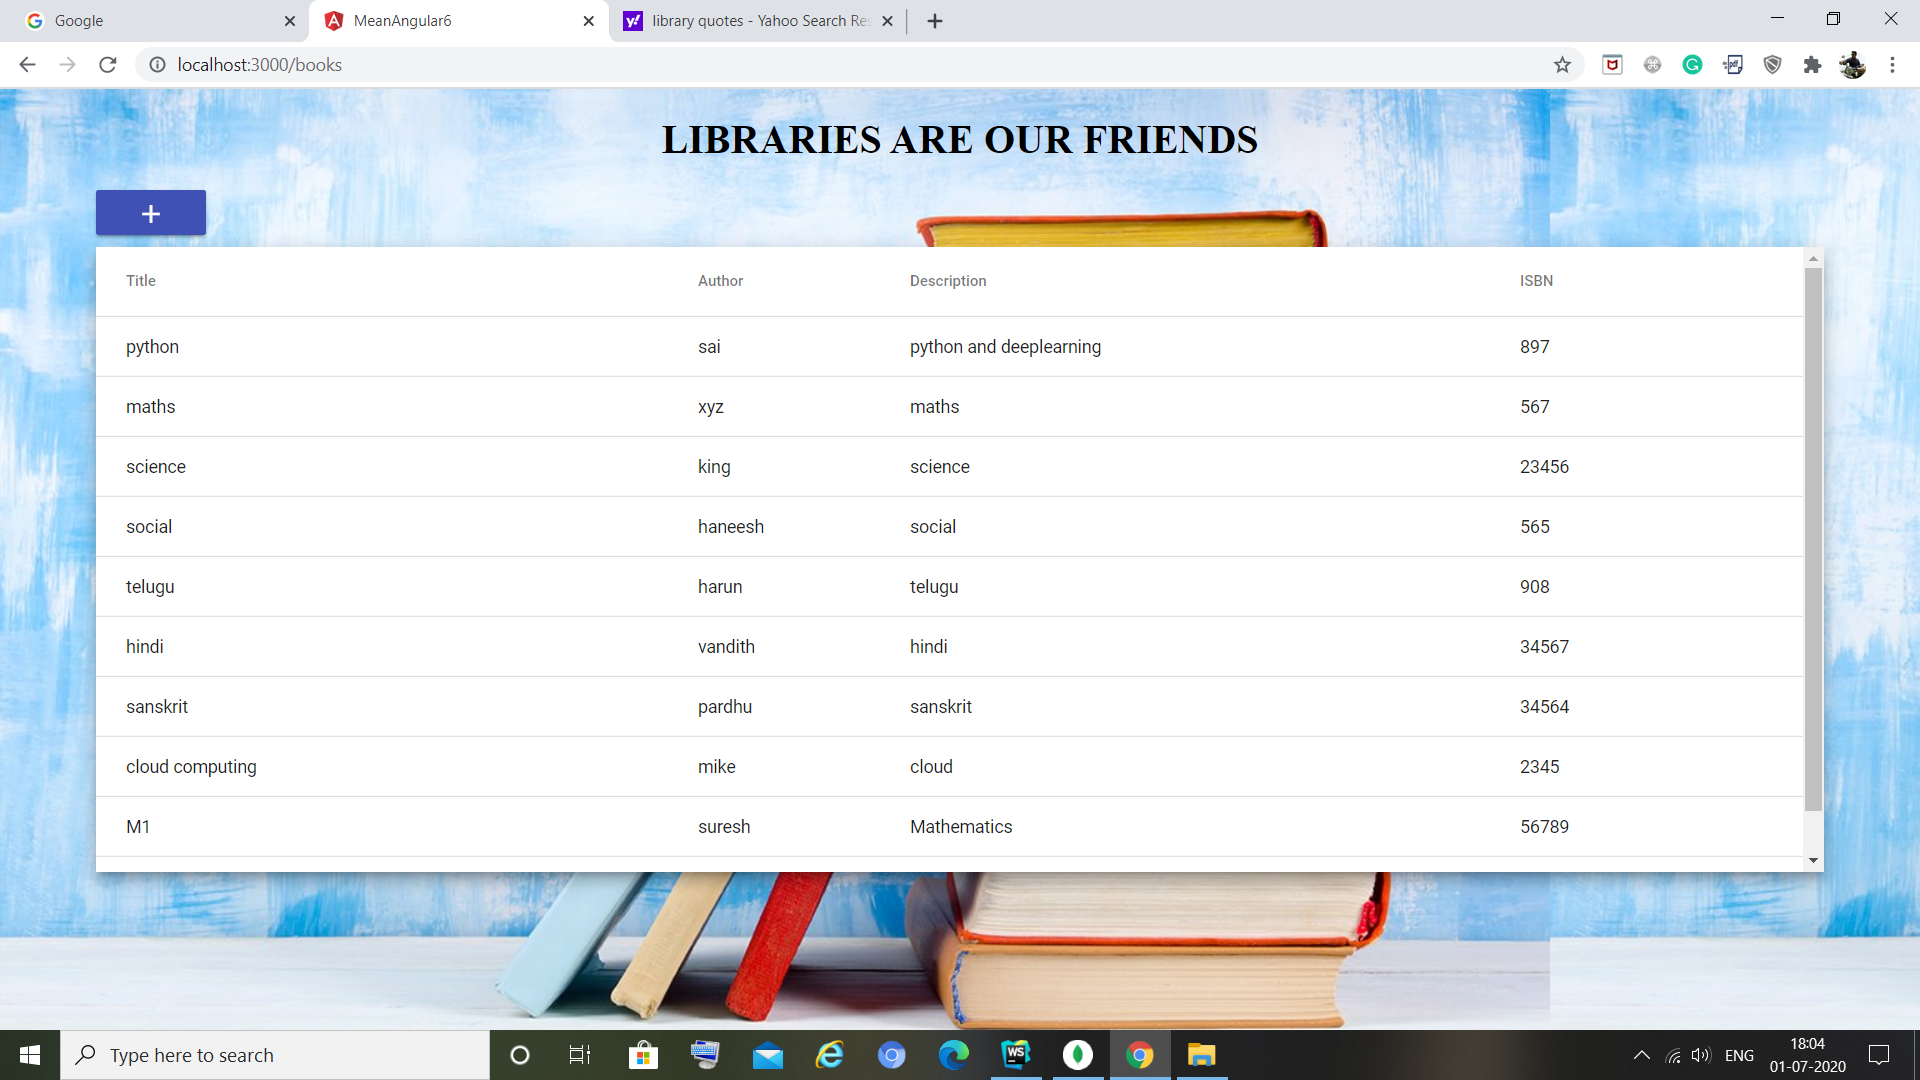 Google
MeanAngular6
library quotes - Yahoo Search Res
localhost:3000/books
LIBRARIES ARE OUR FRIENDS
+
Title Author Description ISBN
python sai python and deeplearning 897
maths xyz maths 567
science king science 23456
social haneesh social 565
telugu harun telugu 908
hindi vandith hindi 34567
sanskrit pardhu sanskrit 34564
cloud computing mike cloud 2345
M1 suresh Mathematics 56789
Type here to search
WS
ENG
18:04
01-07-2020